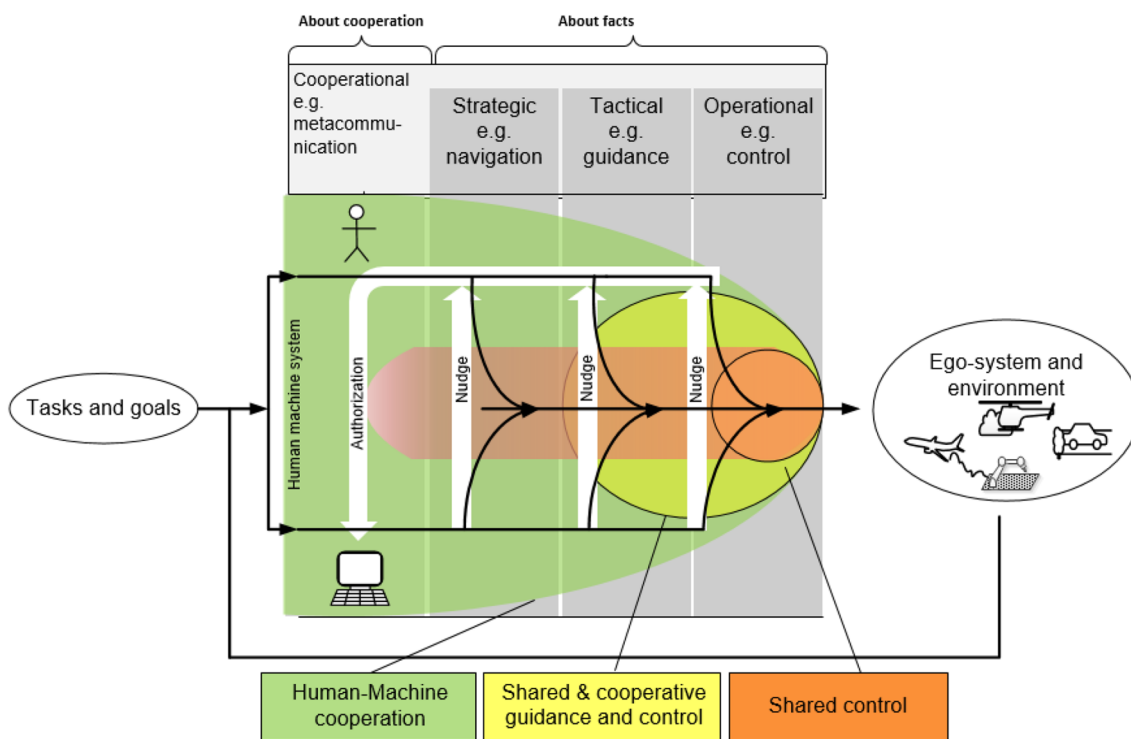 About cooperation
About facts
Cooperational
e.g.
metacommu-
nication
Strategic
e.g.
navigation
Tactical
e.g.
guidance
Operational
e.g.
control
Tasks and goals
Human machine system
Authorization
Nudge
Nudge
Nudge
Ego-system and
environment
Human-Machine
cooperation
Shared & cooperative
guidance and control
Shared control